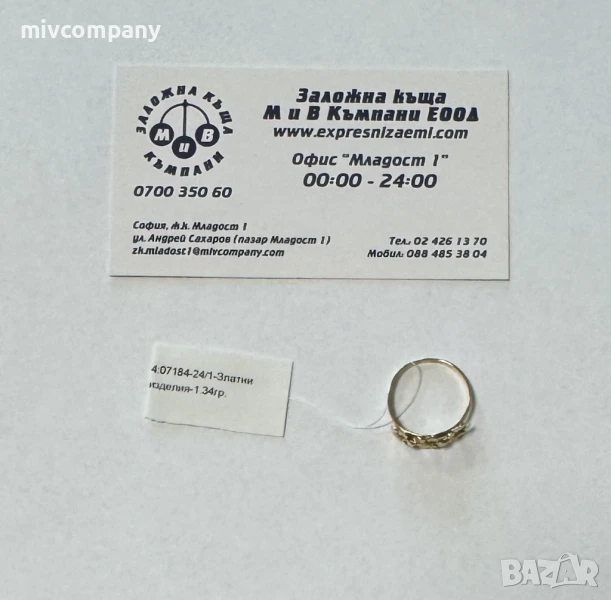 mivcompany
ЗАЛОЖНА КЪЩА
М и В
КЪМПАНИ
0700 350 60
Заложна къща
М и В Къмпани ЕООД
www.expresnizaemi.com
Офис "Младост 1"
00:00 - 24:00
София, ж.к. Младост 1
ул. Андрей Сахаров (пазар Младост 1)
zk.mladost1@mivcompany.com
Тел.: 02 426 13 70
Мобил: 088 485 38 04
4:07184-24/1-Златни
изделия-1.34гр.
BAZAR